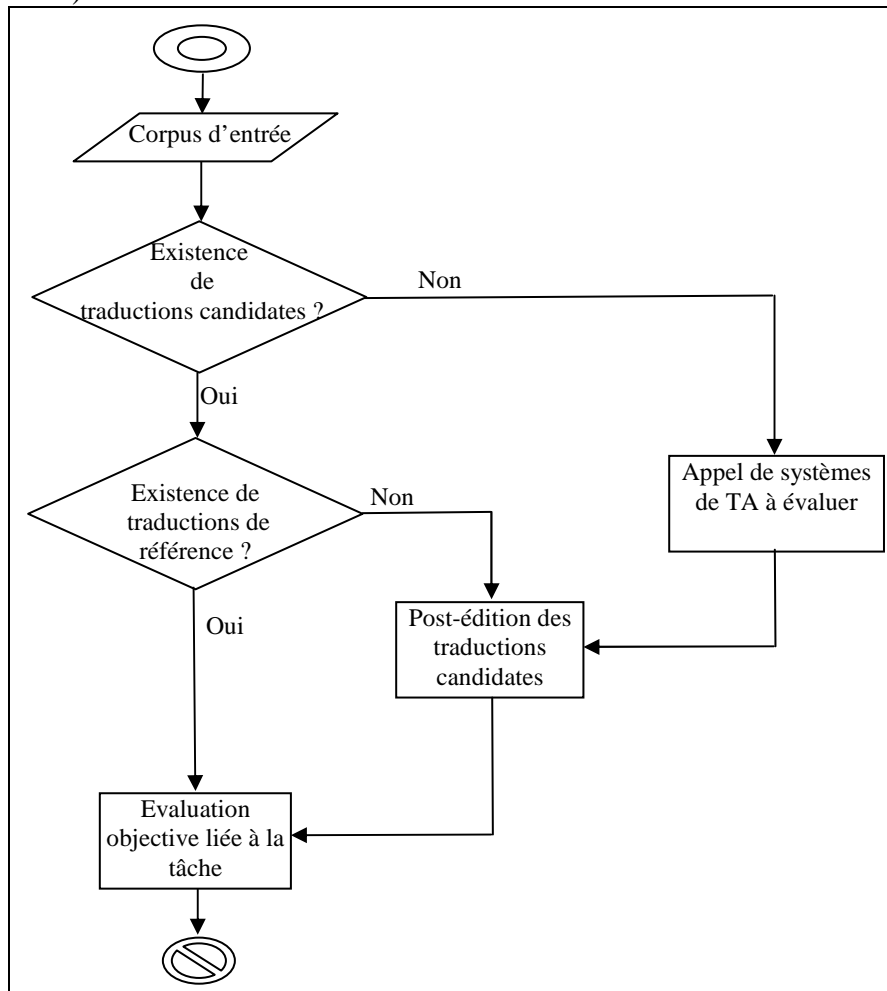 )
Corpus d'entrée
Existence
de
traductions candidates ?
Non
Oui
Existence de
traductions de
référence ?
Non
Appel de systèmes
de TA à évaluer
Oui
Post-édition des
traductions
candidates
Evaluation
objective liée à la
tâche